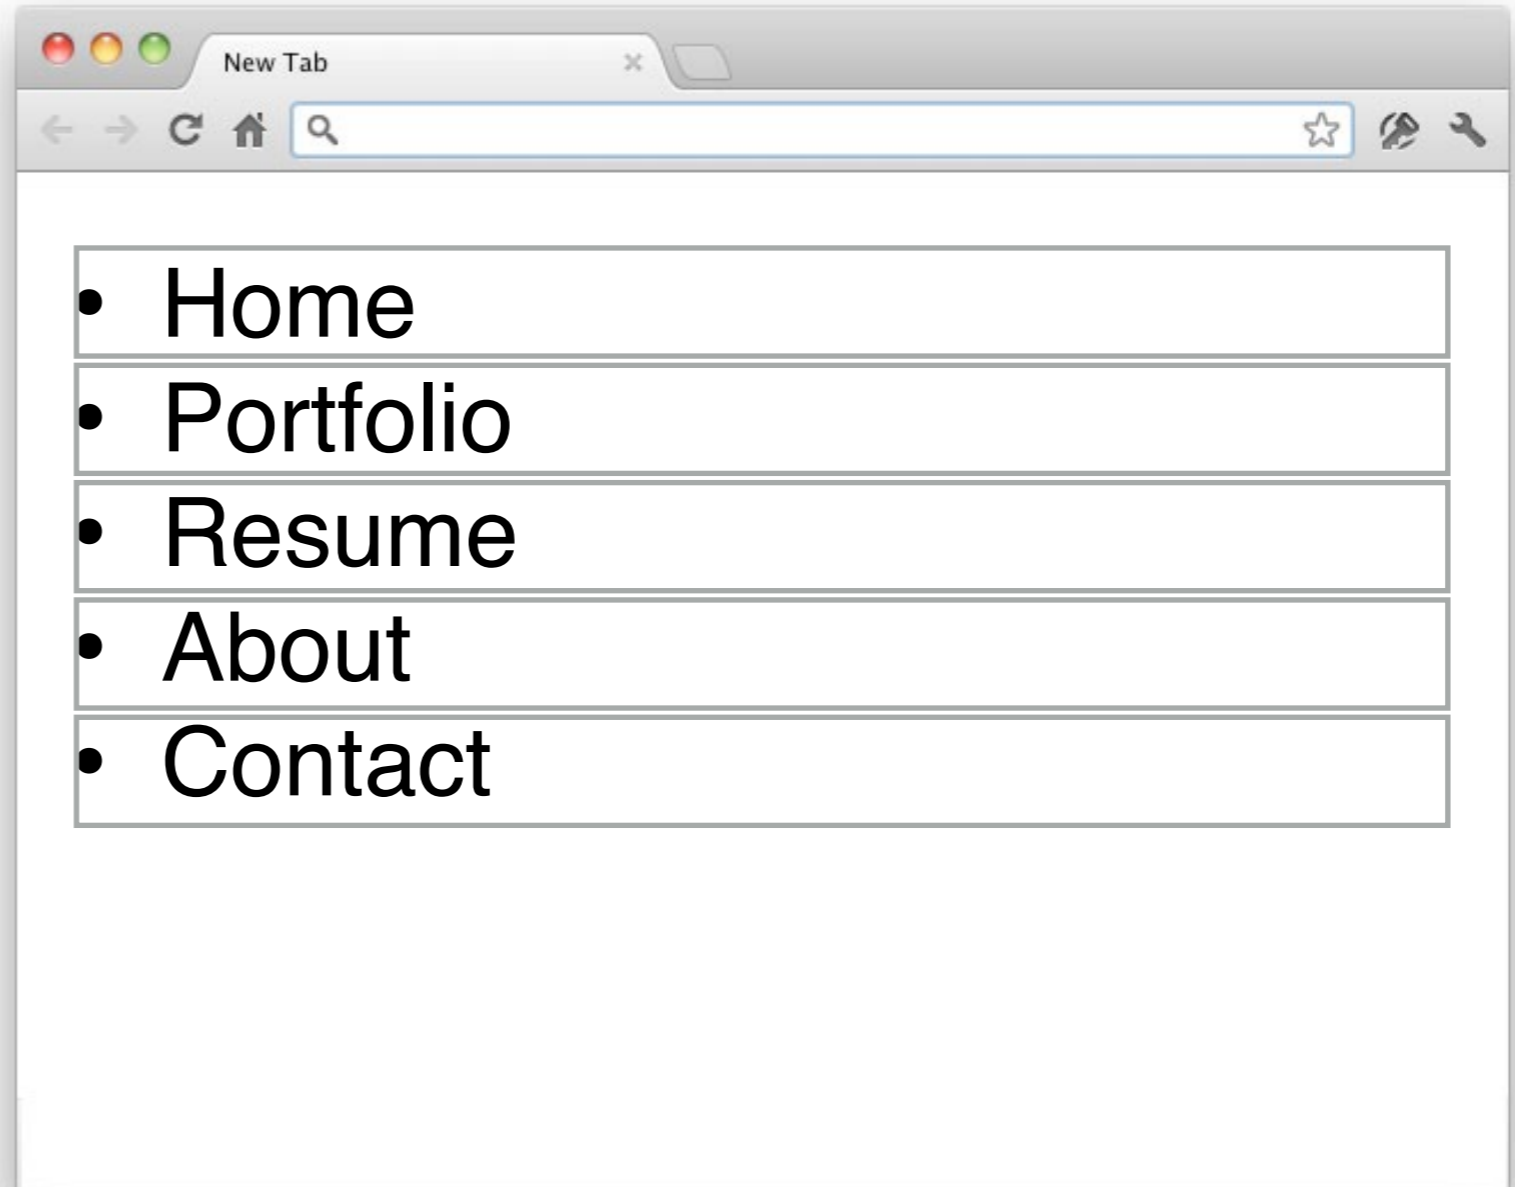 New Tab
• Home
• Portfolio
• Resume
• About
• Contact